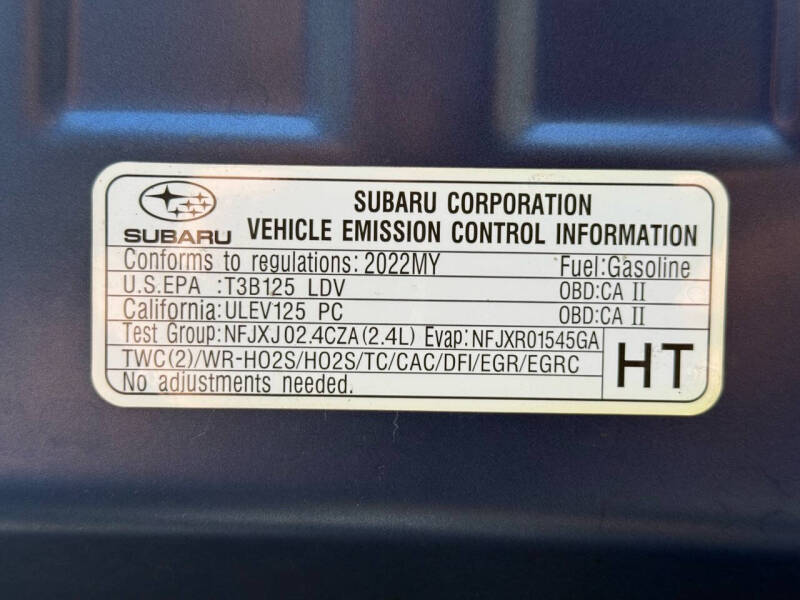 SUBARU
SUBARU CORPORATION
VEHICLE EMISSION CONTROL INFORMATION
Conforms to regulations: 2022MY Fuel:Gasoline
U.S.EPA :T3B125 LDV OBD:CA II
California:ULEV125 PC OBD:CA II
Test Group:NFJXJ02.4CZA(2.4L) Evap:NFJXR01545GA
TWC(2)/WR-HO2S/HO2S/TC/CAC/DFI/EGR/EGRC
No adjustments needed.
HT